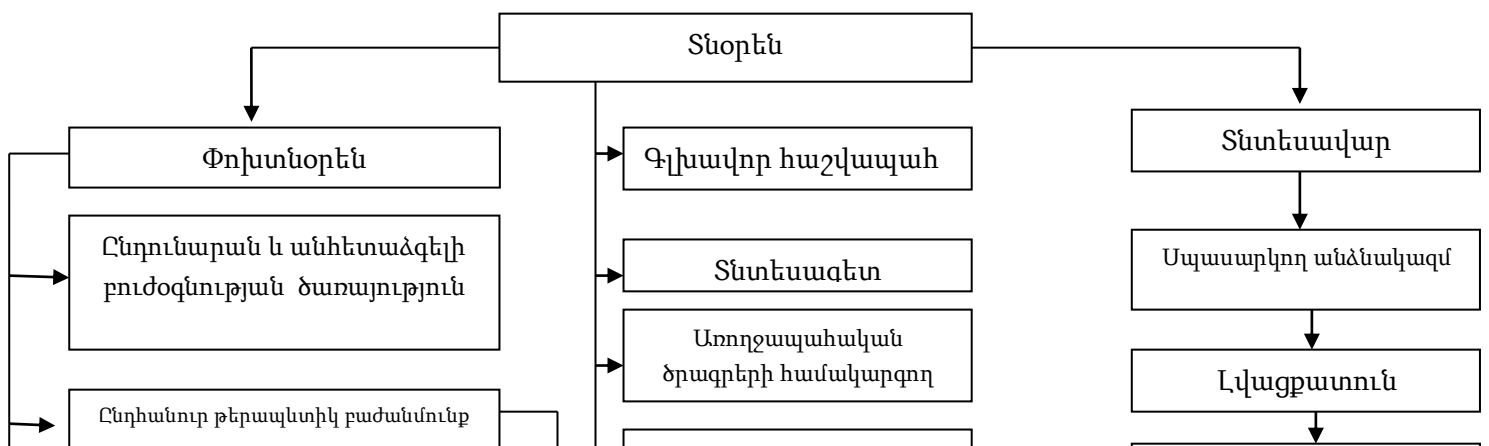 Տնօրեն
Փոխտնօրեն
Գլխավոր հաշվապահ
Տնտեսավար
Ընդունարան և անհետաձգելի
բուժօգնության ծառայություն
Տնտեսագետ
Սպասարկող անձնակազմ
Առողջապահական
ծրագրերի համակարգող
Լվացքատուն
Ընդհանուր թերապևտիկ բաժանմունք